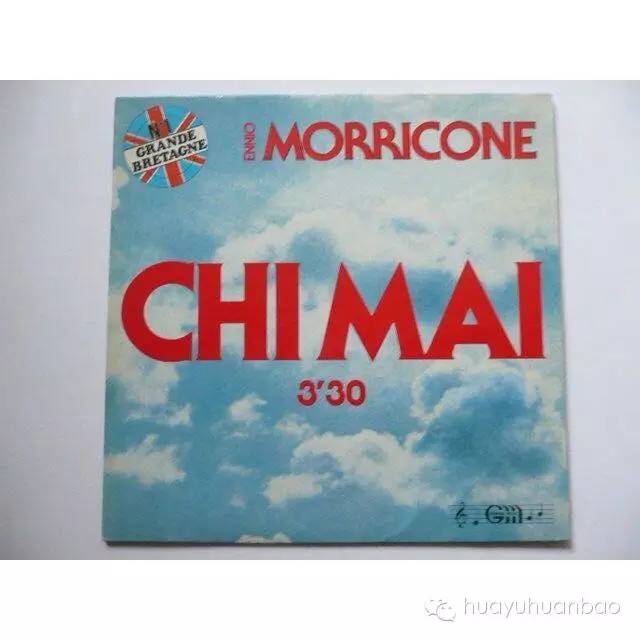 N°1
GRANDE
BRETAGNE
ENNIO
MORRICONE
CHI MAI
3'30
Gm
huayuhuanbao